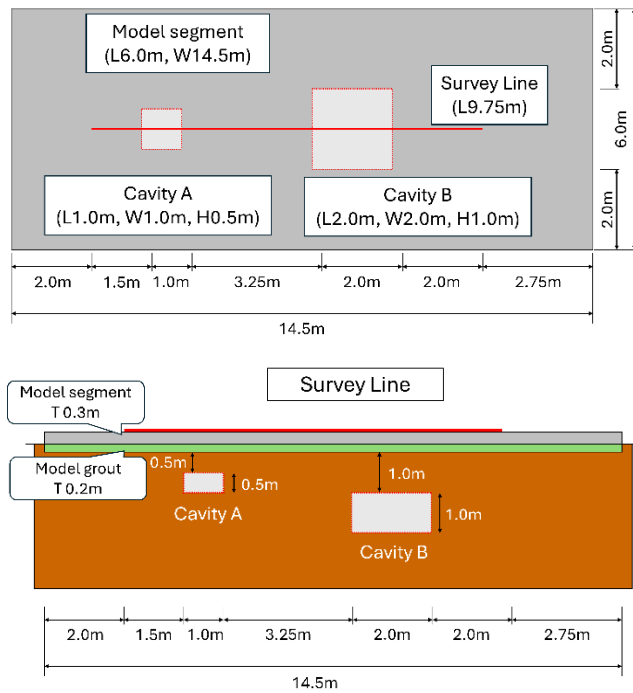 Model segment
(L6.0m, W14.5m)
Survey Line
(L9.75m)
2.0m
6.0m
2.0m
Cavity A
(L1.0m, W1.0m, H0.5m)
Cavity B
(L2.0m, W2.0m, H1.0m)
2.0m
1.5m
1.0m
3.25m
2.0m
2.0m
2.75m
14.5m
Survey Line
Model segment
T 0.3m
Model grout
T 0.2m
0.5m
0.5m
Cavity A
1.0m
1.0m
Cavity B
2.0m
1.5m
1.0m
3.25m
2.0m
2.0m
2.75m
14.5m